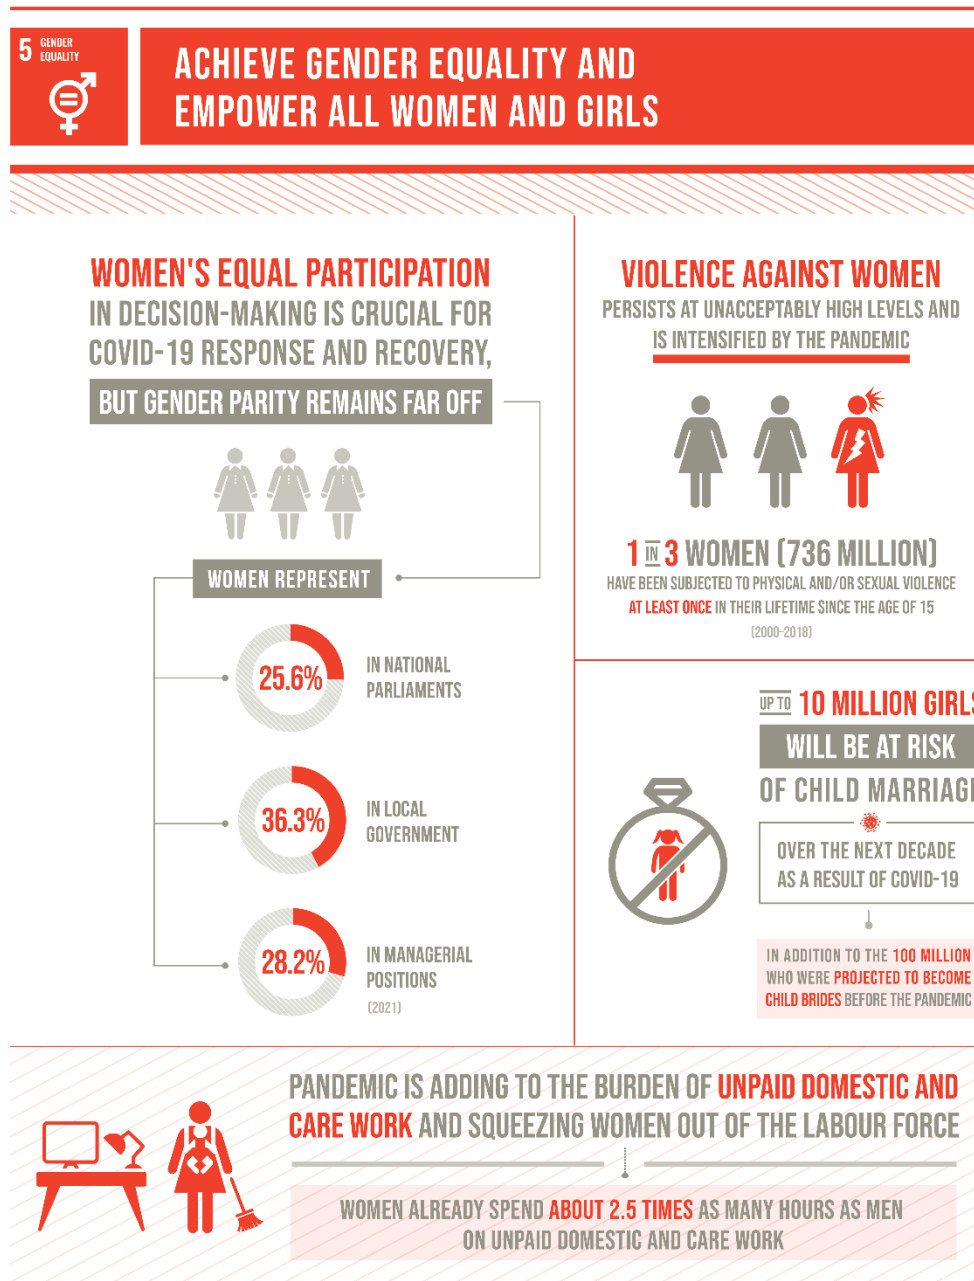 5 GENDER
EQUALITY
ACHIEVE GENDER EQUALITY AND
EMPOWER ALL WOMEN AND GIRLS
WOMEN'S EQUAL PARTICIPATION
IN DECISION-MAKING IS CRUCIAL FOR
COVID-19 RESPONSE AND RECOVERY,
BUT GENDER PARITY REMAINS FAR OFF
WOMEN REPRESENT
25.6%
IN NATIONAL
PARLIAMENTS
36.3%
IN LOCAL
GOVERNMENT
28.2%
IN MANAGERIAL
POSITIONS
(2021)
VIOLENCE AGAINST WOMEN
PERSISTS AT UNACCEPTABLY HIGH LEVELS AND
IS INTENSIFIED BY THE PANDEMIC
1 IN 3 WOMEN (736 MILLION)
HAVE BEEN SUBJECTED TO PHYSICAL AND/OR SEXUAL VIOLENCE
AT LEAST ONCE IN THEIR LIFETIME SINCE THE AGE OF 15
(2000-2018)
UP TO 10 MILLION GIRLS
WILL BE AT RISK
OF CHILD MARRIAGE
OVER THE NEXT DECADE
AS A RESULT OF COVID-19
IN ADDITION TO THE 100 MILLION
WHO WERE PROJECTED TO BECOME
CHILD BRIDES BEFORE THE PANDEMIC
PANDEMIC IS ADDING TO THE BURDEN OF UNPAID DOMESTIC AND
CARE WORK AND SQUEEZING WOMEN OUT OF THE LABOUR FORCE
WOMEN ALREADY SPEND ABOUT 2.5 TIMES AS MANY HOURS AS MEN
ON UNPAID DOMESTIC AND CARE WORK